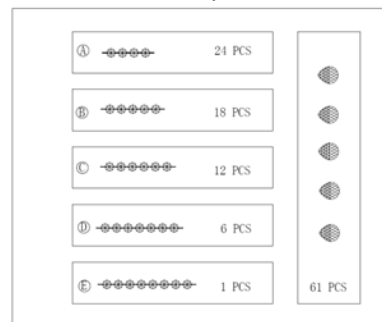 Ⓐ 24 PCS
Ⓑ 18 PCS
Ⓒ 12 PCS
Ⓓ 6 PCS
Ⓔ 1 PCS
61 PCS